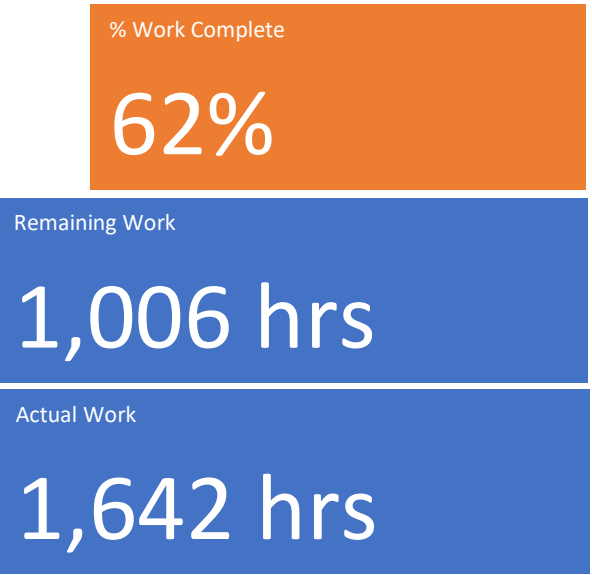 % Work Complete
62%
Remaining Work
1,006 hrs
Actual Work
1,642 hrs